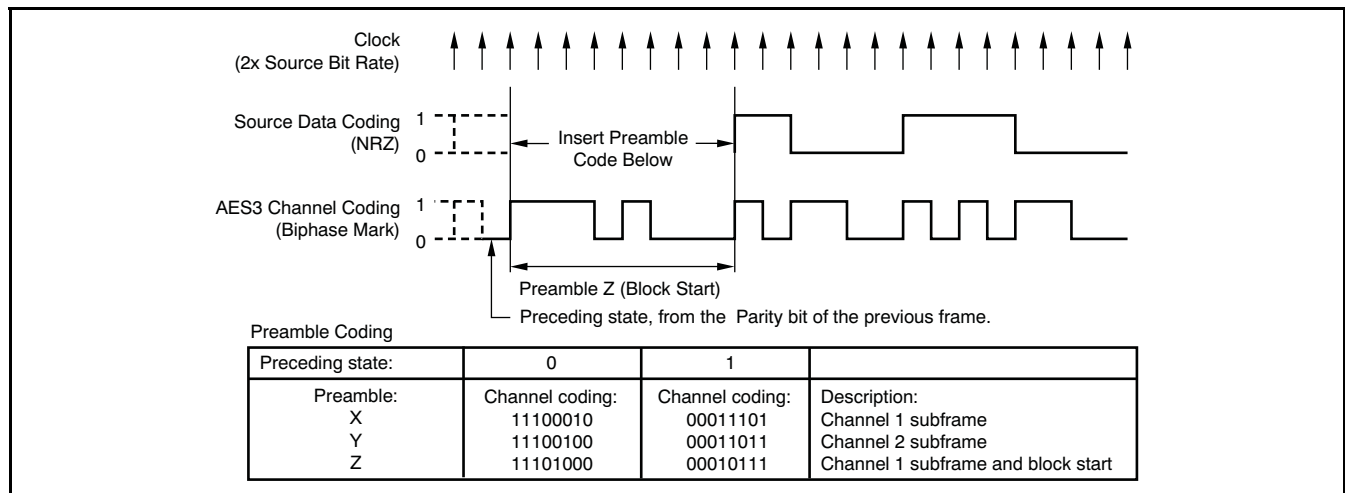 Clock
(2x Source Bit Rate)
Source Data Coding
(NRZ)
1
0
Insert Preamble
Code Below
AES3 Channel Coding
(Biphase Mark)
1
0
Preamble Z (Block Start)
Preceding state, from the Parity bit of the previous frame.
Preamble Coding
Preceding state: 0 1
Preamble: Channel coding: Channel coding: Description:
X 11100010 00011101 Channel 1 subframe
Y 11100100 00011011 Channel 2 subframe
Z 11101000 00010111 Channel 1 subframe and block start